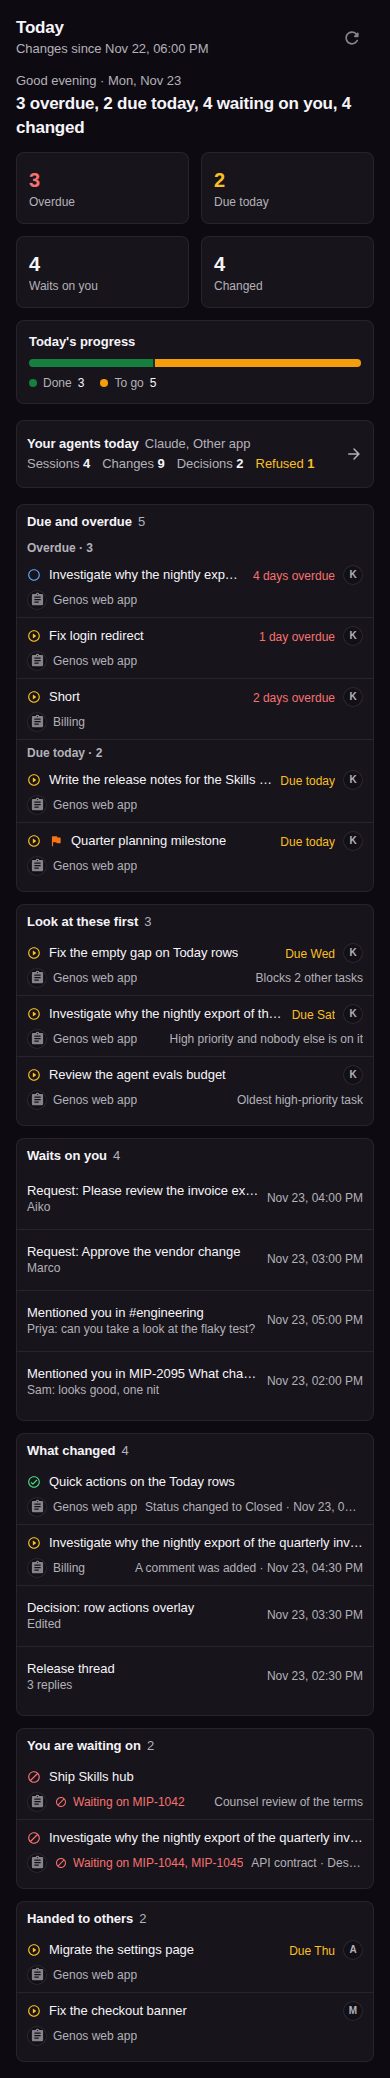 Today
Changes since Nov 22, 06:00 PM
Good evening · Mon, Nov 23
3 overdue, 2 due today, 4 waiting on you, 4
changed
3
Overdue
2
Due today
4
Waits on you
4
Changed
Today's progress
Done 3 To go 5
Your agents today Claude, Other app
Sessions 4 Changes 9 Decisions 2 Refused 1
Due and overdue 5
Overdue · 3
Investigate why the nightly exp… 4 days overdue K
Genos web app
Fix login redirect 1 day overdue K
Genos web app
Short 2 days overdue K
Billing
Due today · 2
Write the release notes for the Skills … Due today K
Genos web app
Quarter planning milestone Due today K
Genos web app
Look at these first 3
Fix the empty gap on Today rows Due Wed K
Genos web app Blocks 2 other tasks
Investigate why the nightly export of th… Due Sat K
Genos web app High priority and nobody else is on it
Review the agent evals budget K
Genos web app Oldest high-priority task
Waits on you 4
Request: Please review the invoice ex… Nov 23, 04:00 PM
Aiko
Request: Approve the vendor change Nov 23, 03:00 PM
Marco
Mentioned you in #engineering Nov 23, 05:00 PM
Priya: can you take a look at the flaky test?
Mentioned you in MIP-2095 What cha… Nov 23, 02:00 PM
Sam: looks good, one nit
What changed 4
Quick actions on the Today rows
Genos web app Status changed to Closed · Nov 23, 0…
Investigate why the nightly export of the quarterly inv…
Billing A comment was added · Nov 23, 04:30 PM
Decision: row actions overlay Nov 23, 03:30 PM
Edited
Release thread Nov 23, 02:30 PM
3 replies
You are waiting on 2
Ship Skills hub
Waiting on MIP-1042 Counsel review of the terms
Investigate why the nightly export of the quarterly inv…
Waiting on MIP-1044, MIP-1045 API contract · Des…
Handed to others 2
Migrate the settings page Due Thu A
Genos web app
Fix the checkout banner M
Genos web app